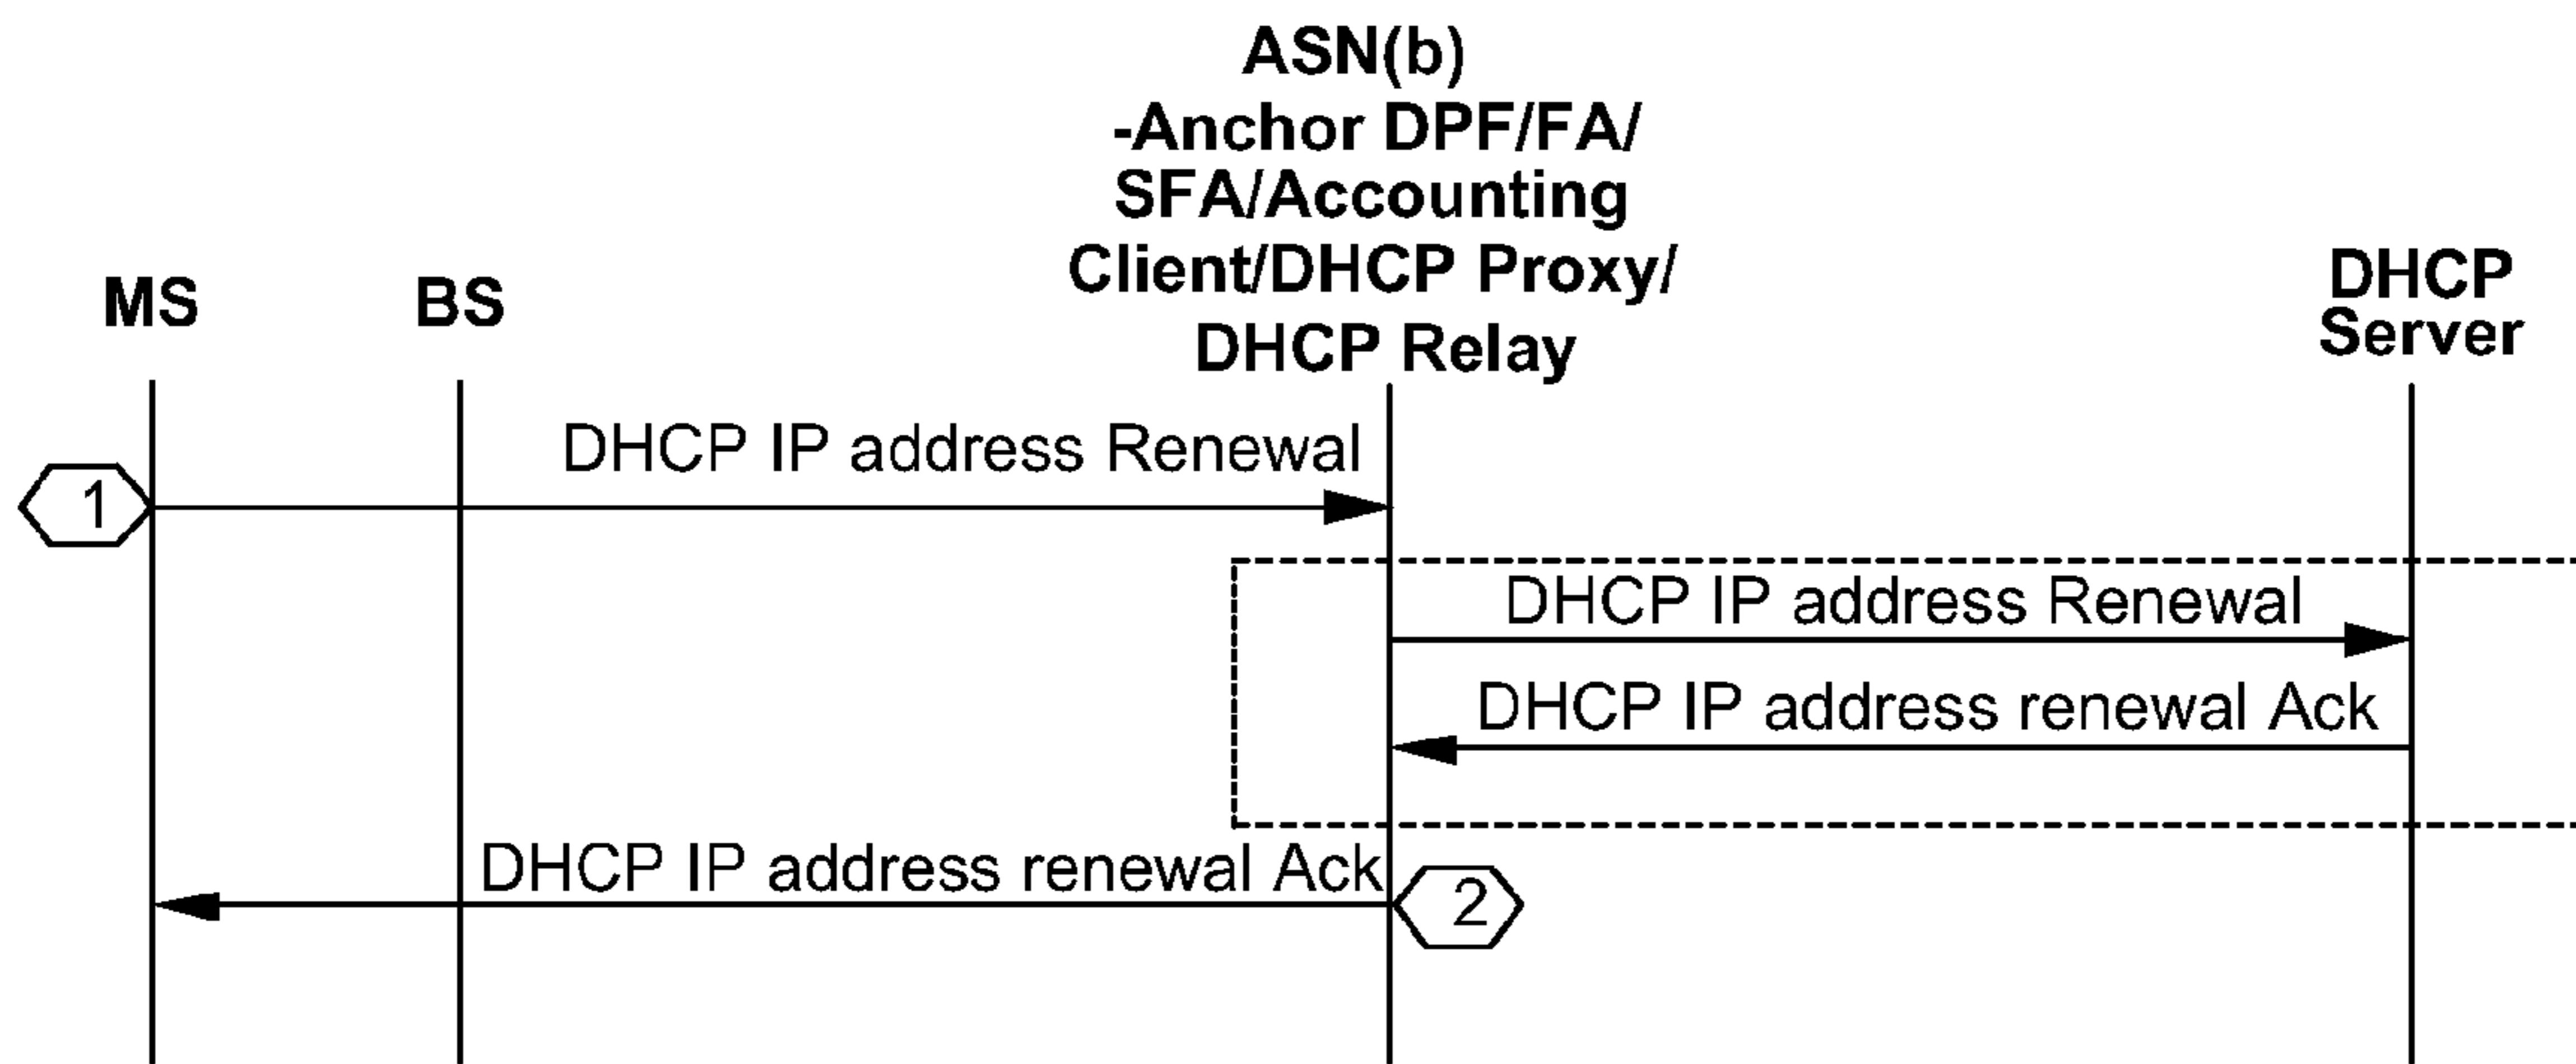 ASN(b)
-Anchor DPF/FA/
SFA/Accounting
Client/DHCP Proxy/
DHCP Relay
MS
BS
DHCP
Server
DHCP IP address Renewal
1
DHCP IP address Renewal
DHCP IP address renewal Ack
DHCP IP address renewal Ack
2